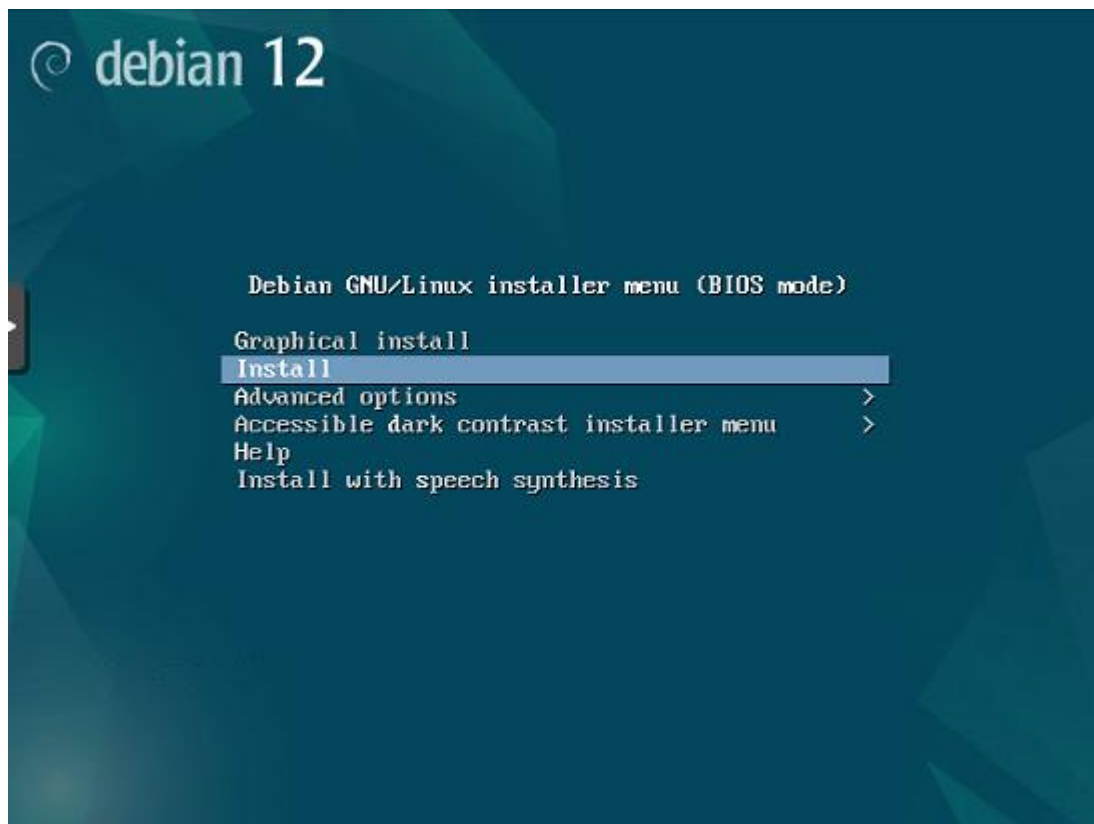 debian 12
Debian GNU/Linux installer menu (BIOS mode)
Graphical install
Install
Advanced options >
Accessible dark contrast installer menu >
Help
Install with speech synthesis